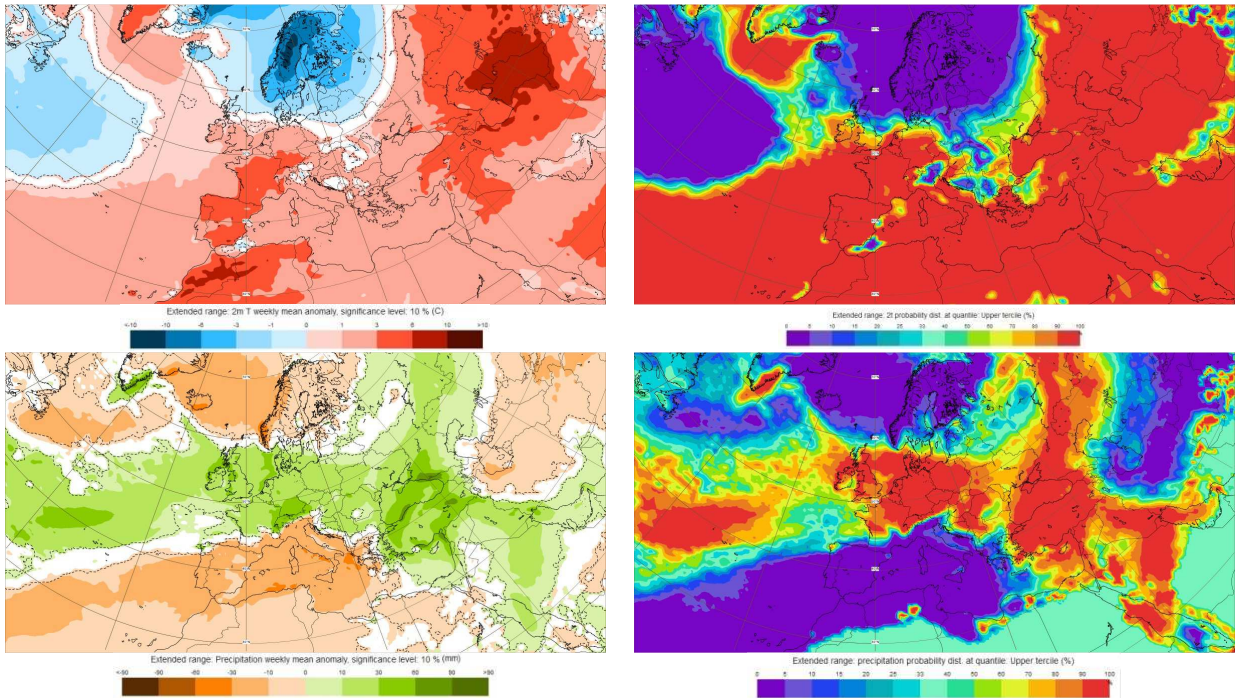 Extended range: 2m T weekly mean anomaly, significance level: 10 % (C)
<-10 -10 -6 -3 -1 0 1 3 6 10 >10
Extended range: 2t probability dist. at quantile: Upper tercile (%)
0 5 10 15 20 25 30 40 50 60 70 80 90 100
%
Extended range: Precipitation weekly mean anomaly, significance level: 10 % (mm)
<-90 -90 -60 -30 -10 0 10 30 60 90 >90
Extended range: precipitation probability dist. at quantile: Upper tercile (%)
0 5 10 15 20 25 30 40 50 60 70 80 90 100
%